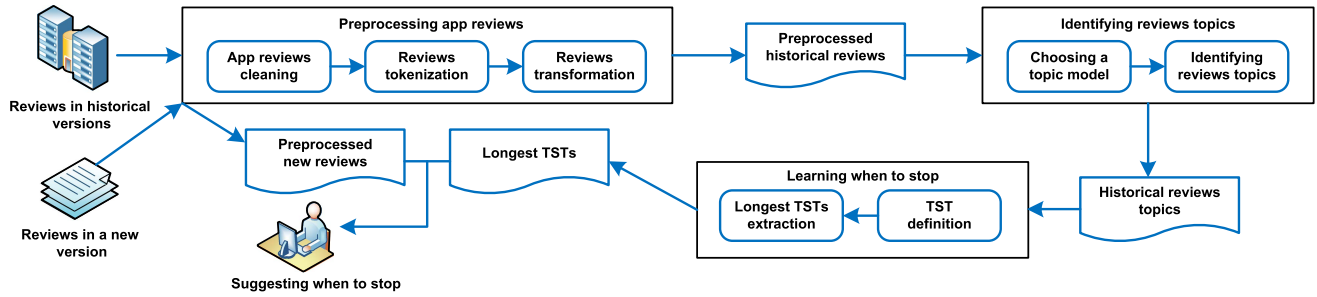 Preprocessing app reviews
App reviews
cleaning
Reviews
tokenization
Reviews
transformation
Preprocessed
historical reviews
Identifying reviews topics
Choosing a
topic model
Identifying
reviews topics
Reviews in historical
versions
Preprocessed
new reviews
Longest TSTs
Learning when to stop
Longest TSTs
extraction
TST
definition
Historical reviews
topics
Reviews in a new
version
Suggesting when to stop